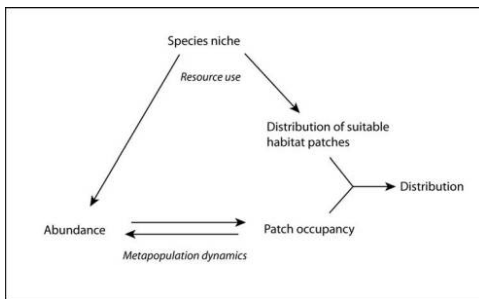 Species niche
Resource use
Distribution of suitable
habitat patches
Distribution
Abundance
Patch occupancy
Metapopulation dynamics